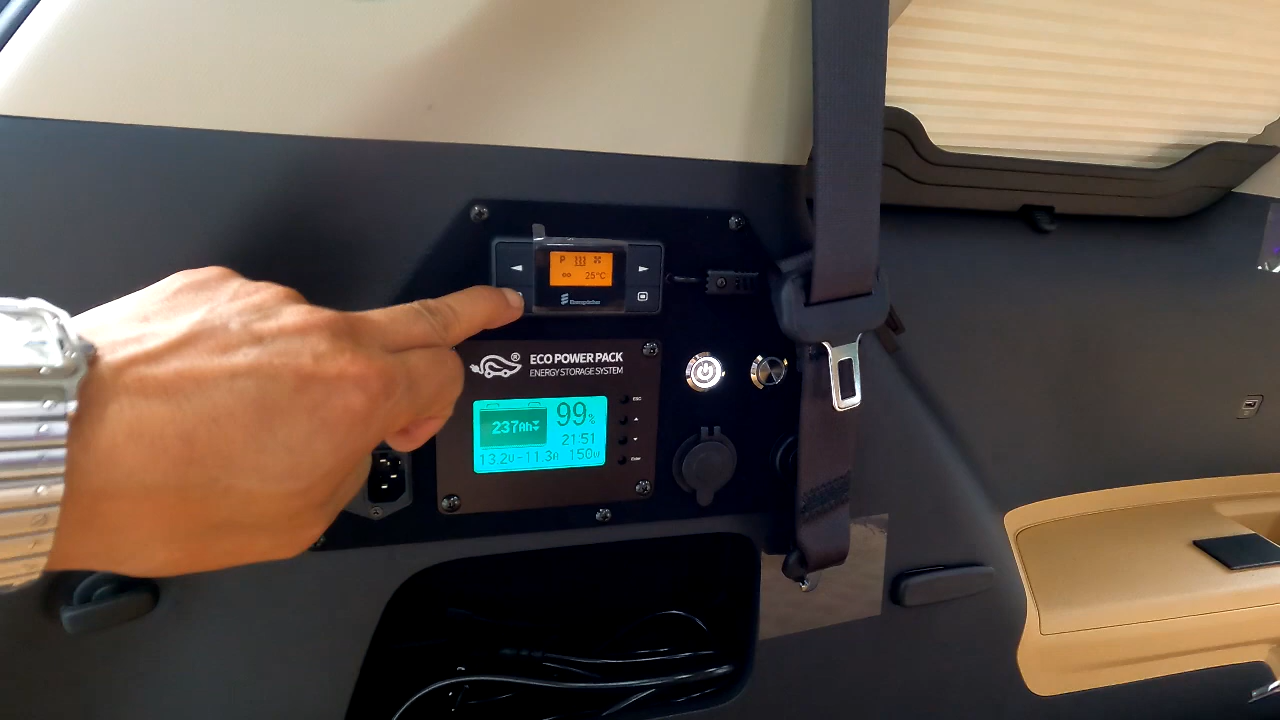 P
25°C
Eberspächer
ECO POWER PACK®
ENERGY STORAGE SYSTEM
237Ah
99%
21:51
13.2V-11.3A 150W
ESC
Enter